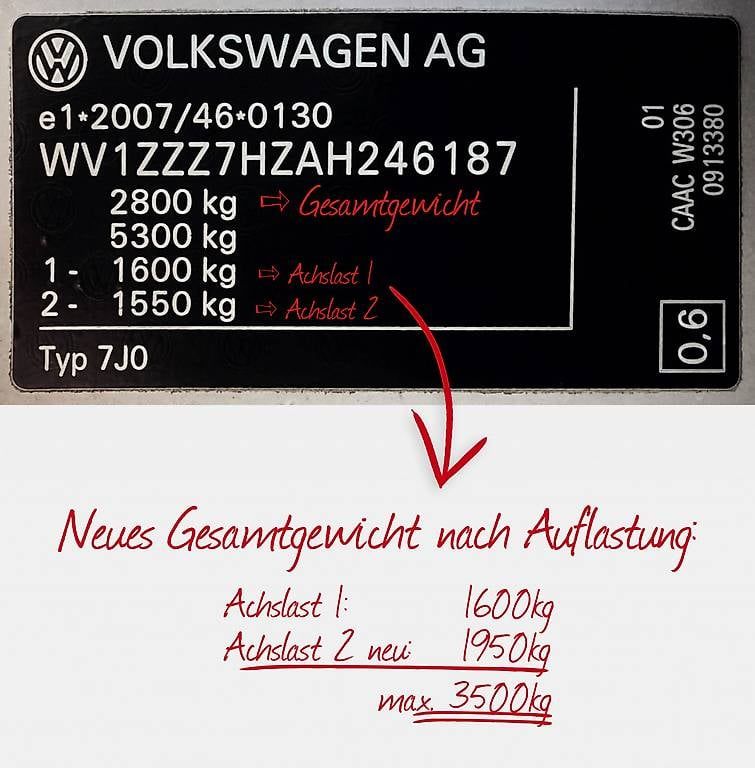 VOLKSWAGEN AG
e1*2007/46*0130
WV1ZZZ7HZAH246187
2800 kg ⇨ Gesamtgewicht
5300 kg
1 - 1600 kg ⇨ Achslast 1
2 - 1550 kg ⇨ Achslast 2
Typ 7J0
01
CAAC W306
0913380
0,6
Neues Gesamtgewicht nach Auflastung:
Achslast 1: 1600kg
Achslast 2 neu: 1950kg
max. 3500kg